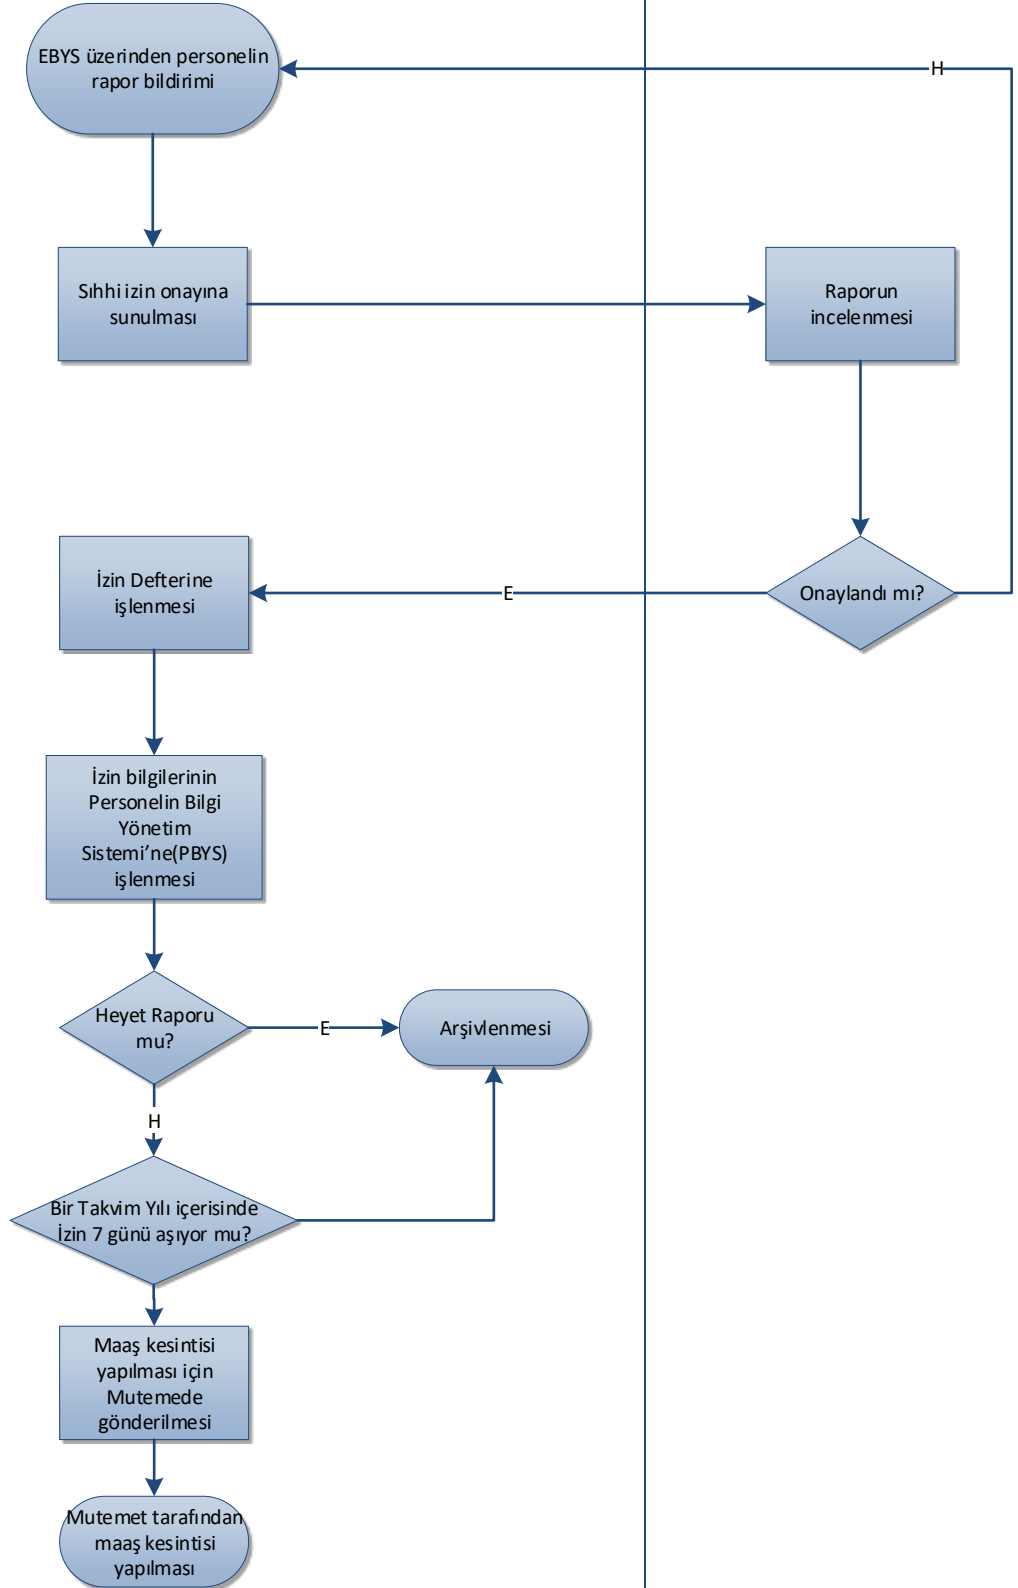 EBYS üzerinden personelin
rapor bildirimi
H
Sıhhi izin onayına
sunulması
Raporun
incelenmesi
İzin Defterine
işlenmesi
E
Onaylandı mı?
İzin bilgilerinin
Personelin Bilgi
Yönetim
Sistemi’ne(PBYS)
işlenmesi
Heyet Raporu
mu?
E
Arşivlenmesi
H
Bir Takvim Yılı içerisinde
İzin 7 günü aşıyor mu?
Maaş kesintisi
yapılması için
Mutemede
gönderilmesi
Mutemet tarafından
maaş kesintisi
yapılması